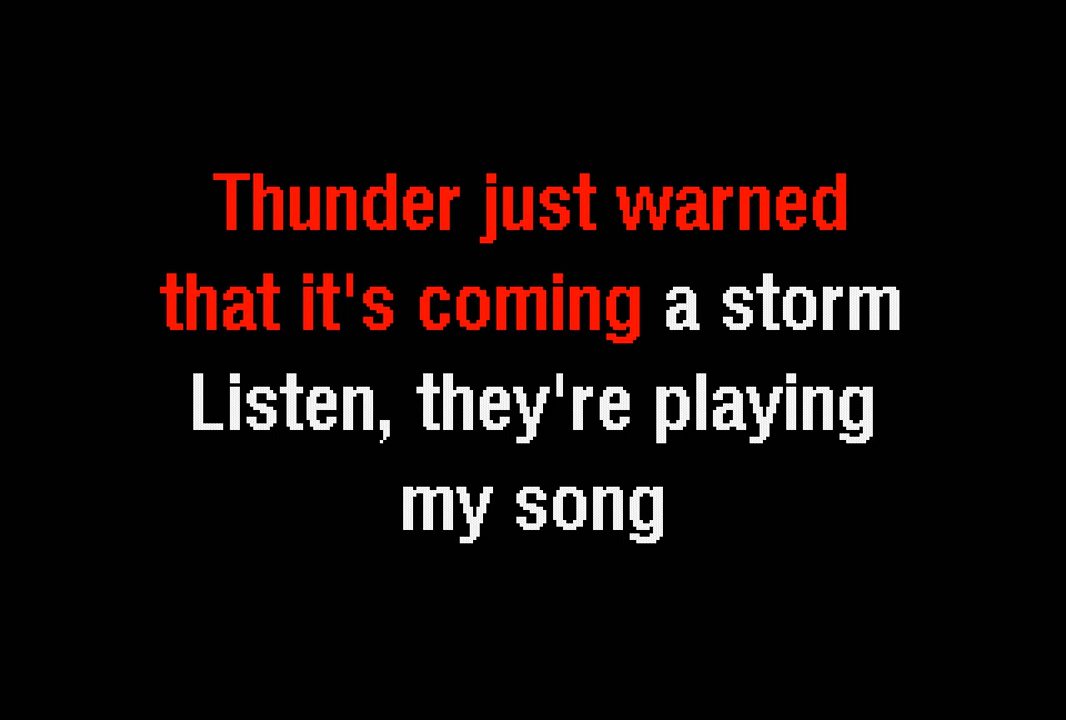 Thunder just warned
that it's coming a storm
Listen, they're playing
my song